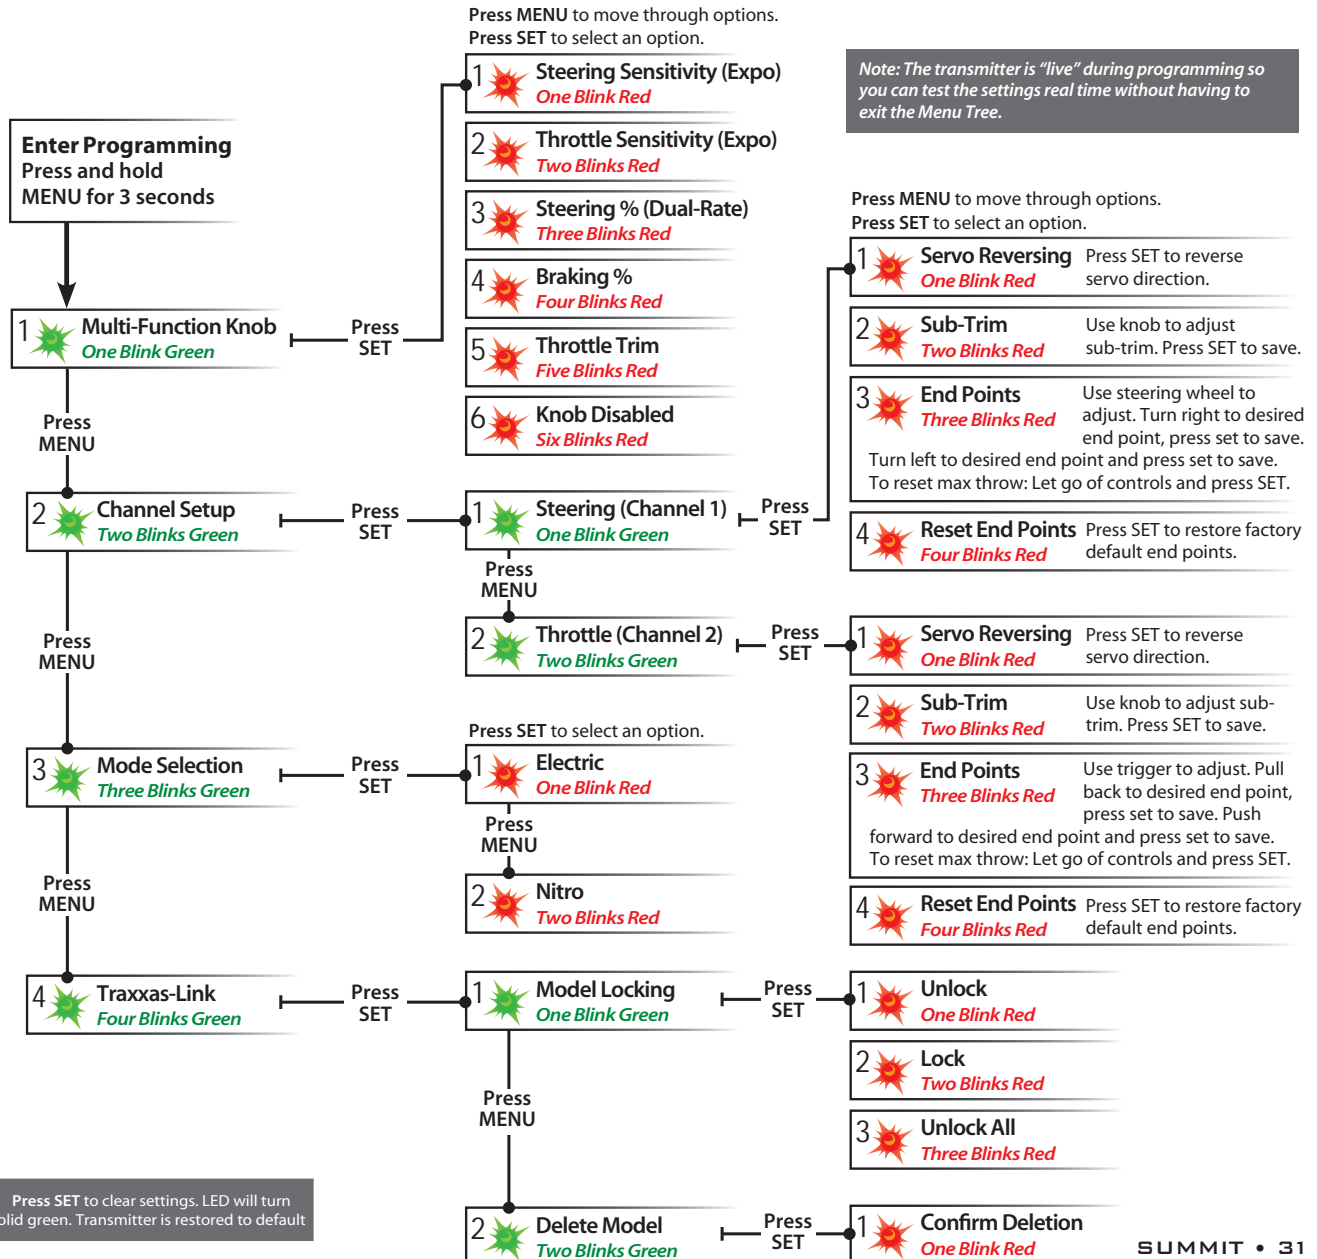 Press MENU to move through options.
Press SET to select an option.
1 Steering Sensitivity (Expo)
One Blink Red
2 Throttle Sensitivity (Expo)
Two Blinks Red
3 Steering % (Dual-Rate)
Three Blinks Red
4 Braking %
Four Blinks Red
5 Throttle Trim
Five Blinks Red
6 Knob Disabled
Six Blinks Red
Note: The transmitter is "live" during programming so
you can test the settings real time without having to
exit the Menu Tree.
Enter Programming
Press and hold
MENU for 3 seconds
1 Multi-Function Knob
One Blink Green
Press
SET
Press
MENU
2 Channel Setup
Two Blinks Green
Press
SET
1 Steering (Channel 1)
One Blink Green
Press
SET
Press MENU to move through options.
Press SET to select an option.
1 Servo Reversing
One Blink Red
Press SET to reverse
servo direction.
2 Sub-Trim
Two Blinks Red
Use knob to adjust
sub-trim. Press SET to save.
3 End Points
Three Blinks Red
Use steering wheel to
adjust. Turn right to desired
end point, press set to save.
Turn left to desired end point and press set to save.
To reset max throw: Let go of controls and press SET.
4 Reset End Points
Four Blinks Red
Press SET to restore factory
default end points.
Press
MENU
2 Throttle (Channel 2)
Two Blinks Green
Press
SET
1 Servo Reversing
One Blink Red
Press SET to reverse
servo direction.
2 Sub-Trim
Two Blinks Red
Use knob to adjust sub-
trim. Press SET to save.
3 End Points
Three Blinks Red
Use trigger to adjust. Pull
back to desired end point,
press set to save. Push
forward to desired end point and press set to save.
To reset max throw: Let go of controls and press SET.
4 Reset End Points
Four Blinks Red
Press SET to restore factory
default end points.
Press
MENU
3 Mode Selection
Three Blinks Green
Press
SET
Press SET to select an option.
1 Electric
One Blink Red
Press
MENU
2 Nitro
Two Blinks Red
Press
MENU
4 Traxxas-Link
Four Blinks Green
Press
SET
1 Model Locking
One Blink Green
Press
SET
1 Unlock
One Blink Red
2 Lock
Two Blinks Red
3 Unlock All
Three Blinks Red
Press
MENU
2 Delete Model
Two Blinks Green
Press
SET
1 Confirm Deletion
One Blink Red
Press SET to clear settings. LED will turn
olid green. Transmitter is restored to default
SUMMIT • 31